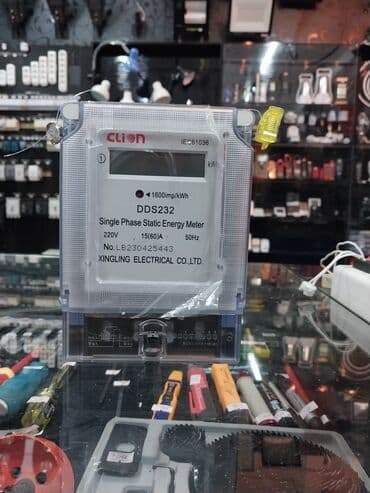 CLiON
IEC61036
kWh
1600imp/kWh
DDS232
Single Phase Static Energy Meter
220V 15(60)A 50Hz
No. LB230425443
XINGLING ELECTRICAL CO.,LTD.